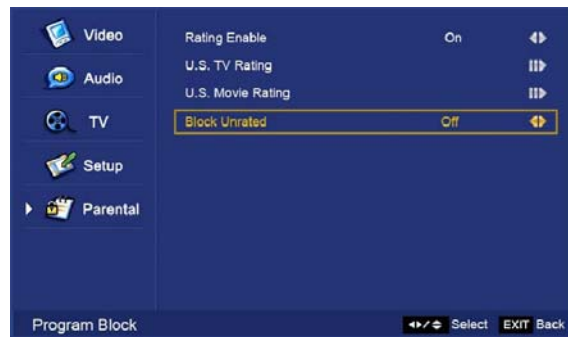 Video
Audio
TV
Setup
Parental
Rating Enable On
U.S. TV Rating
U.S. Movie Rating
Block Unrated Off
Program Block
Select EXIT Back